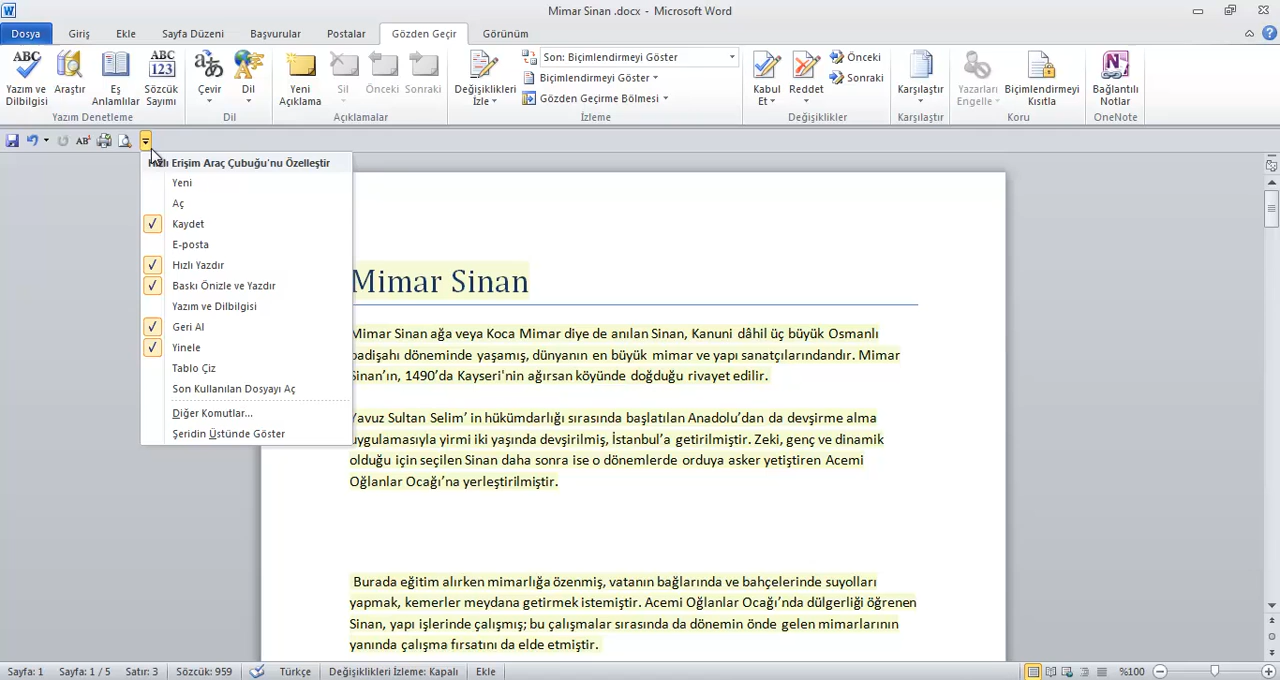 Mimar Sinan .docx - Microsoft Word
Dosya Giriş Ekle Sayfa Düzeni Başvurular Postalar Gözden Geçir Görünüm
Yazım ve Dilbilgisi
Araştır
Eş Anlamlılar
Sözcük Sayımı
Yazım Denetleme
Çevir
Dil
Dil
Yeni Açıklama
Sil
Önceki
Sonraki
Açıklamalar
Değişiklikleri İzle
Son: Biçimlendirmeyi Göster
Biçimlendirmeyi Göster
Gözden Geçirme Bölmesi
İzleme
Kabul Et
Reddet
Önceki
Sonraki
Değişiklikler
Karşılaştır
Karşılaştır
Yazarları Engelle
Biçimlendirmeyi Kısıtla
Koru
Bağlantılı Notlar
OneNote
Erişim Araç Çubuğu'nu Özelleştir
Yeni
Aç
Kaydet
E-posta
Hızlı Yazdır
Baskı Önizle ve Yazdır
Yazım ve Dilbilgisi
Geri Al
Yinele
Tablo Çiz
Son Kullanılan Dosyayı Aç
Diğer Komutlar...
Şeridin Üstünde Göster
Mimar Sinan
Mimar Sinan ağa veya Koca Mimar diye de anılan Sinan, Kanuni dâhil üç büyük Osmanlı
padişahı döneminde yaşamış, dünyanın en büyük mimar ve yapı sanatçılarındandır. Mimar
Sinan’ın, 1490’da Kayseri'nin ağırsan köyünde doğduğu rivayet edilir.
Yavuz Sultan Selim’ in hükümdarlığı sırasında başlatılan Anadolu’dan da devşirme alma
uygulamasıyla yirmi iki yaşında devşirilmiş, İstanbul’a getirilmiştir. Zeki, genç ve dinamik
olduğu için seçilen Sinan daha sonra ise o dönemlerde orduya asker yetiştiren Acemi
Oğlanlar Ocağı’na yerleştirilmiştir.
Burada eğitim alırken mimarlığa özenmiş, vatanın bağlarında ve bahçelerinde suyolları
yapmak, kemerler meydana getirmek istemiştir. Acemi Oğlanlar Ocağı’nda dülgerliği öğrenen
Sinan, yapı işlerinde çalışmış; bu çalışmalar sırasında da dönemin önde gelen mimarlarının
yanında çalışma fırsatını da elde etmiştir.
Sayfa: 1 Sayfa: 1 / 5 Satır: 3 Sözcük: 959 Türkçe Değişiklikleri İzleme: Kapalı Ekle %100